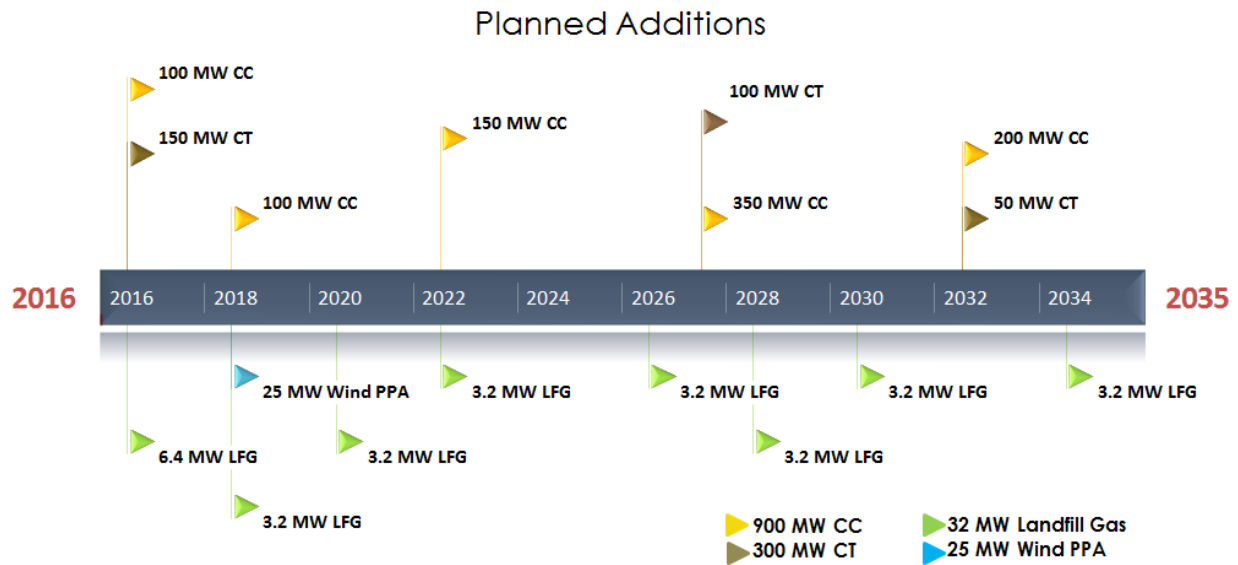 Planned Additions
100 MW CC
150 MW CT
100 MW CC
150 MW CC
100 MW CT
350 MW CC
200 MW CC
50 MW CT
2016
2016
2018
2020
2022
2024
2026
2028
2030
2032
2034
2035
25 MW Wind PPA
3.2 MW LFG
3.2 MW LFG
3.2 MW LFG
3.2 MW LFG
6.4 MW LFG
3.2 MW LFG
3.2 MW LFG
3.2 MW LFG
900 MW CC
32 MW Landfill Gas
300 MW CT
25 MW Wind PPA